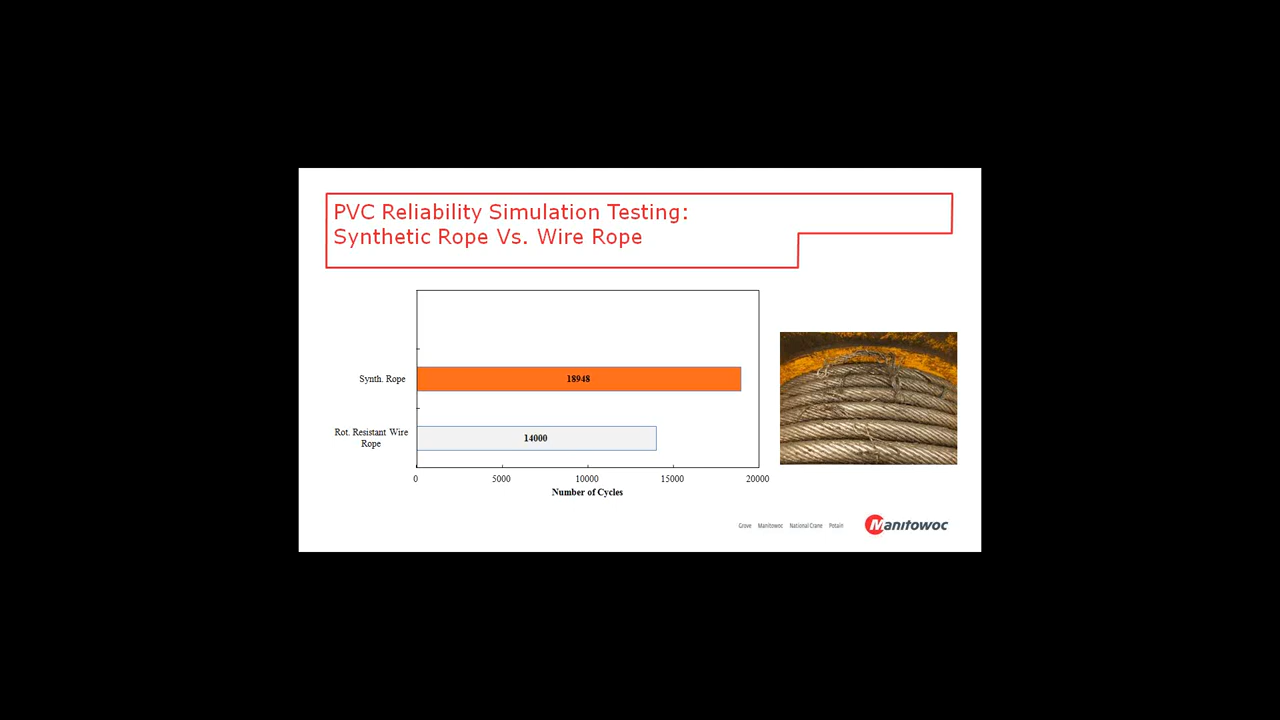 PVC Reliability Simulation Testing:
Synthetic Rope Vs. Wire Rope
Synth. Rope
18948
Rot. Resistant Wire
Rope
14000
0 5000 10000 15000 20000
Number of Cycles
Grove Manitowoc National Crane Potain
Manitowoc